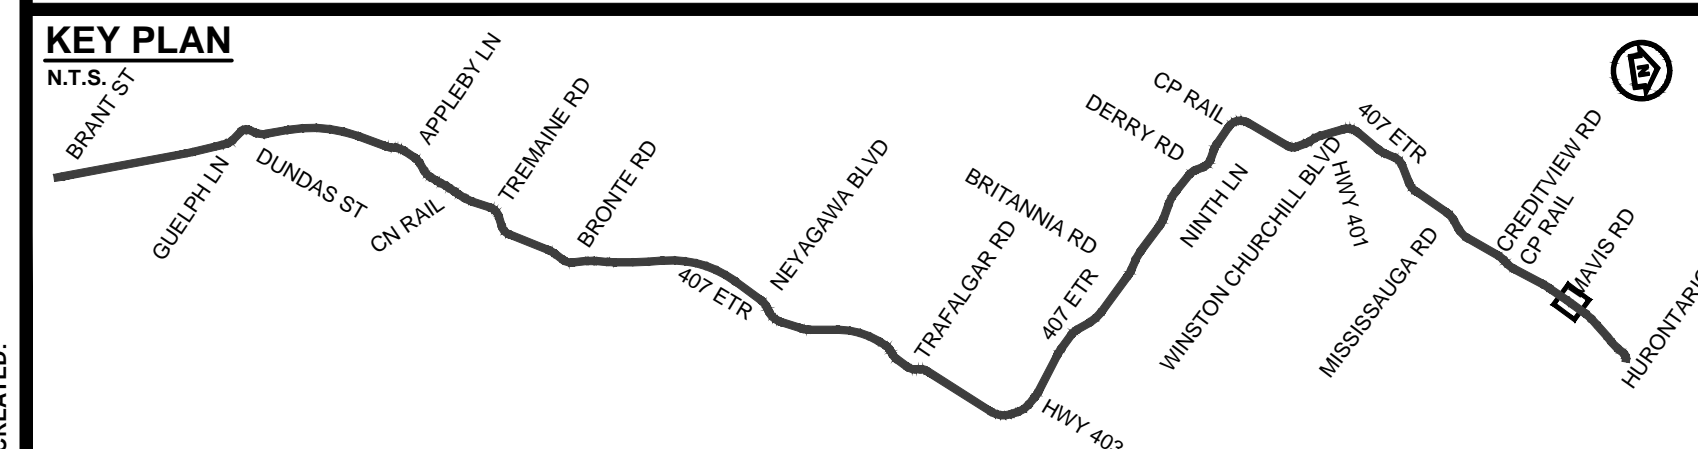 KEY PLAN
N.T.S.
BRANT ST
GUELPH LN
DUNDAS ST
CN RAIL
APPLEBY LN
TREMAINE RD
BRONTE RD
407 ETR
NEYAGAWA BLVD
TRAFALGAR RD
BRITANNIA RD
407 ETR
HWY 403
DERRY RD
CP RAIL
NINTH LN
WINSTON CHURCHILL BLVD
HWY 401
407 ETR
MISSISSAUGA RD
CREDITVIEW RD
CP RAIL
MAVIS RD
N